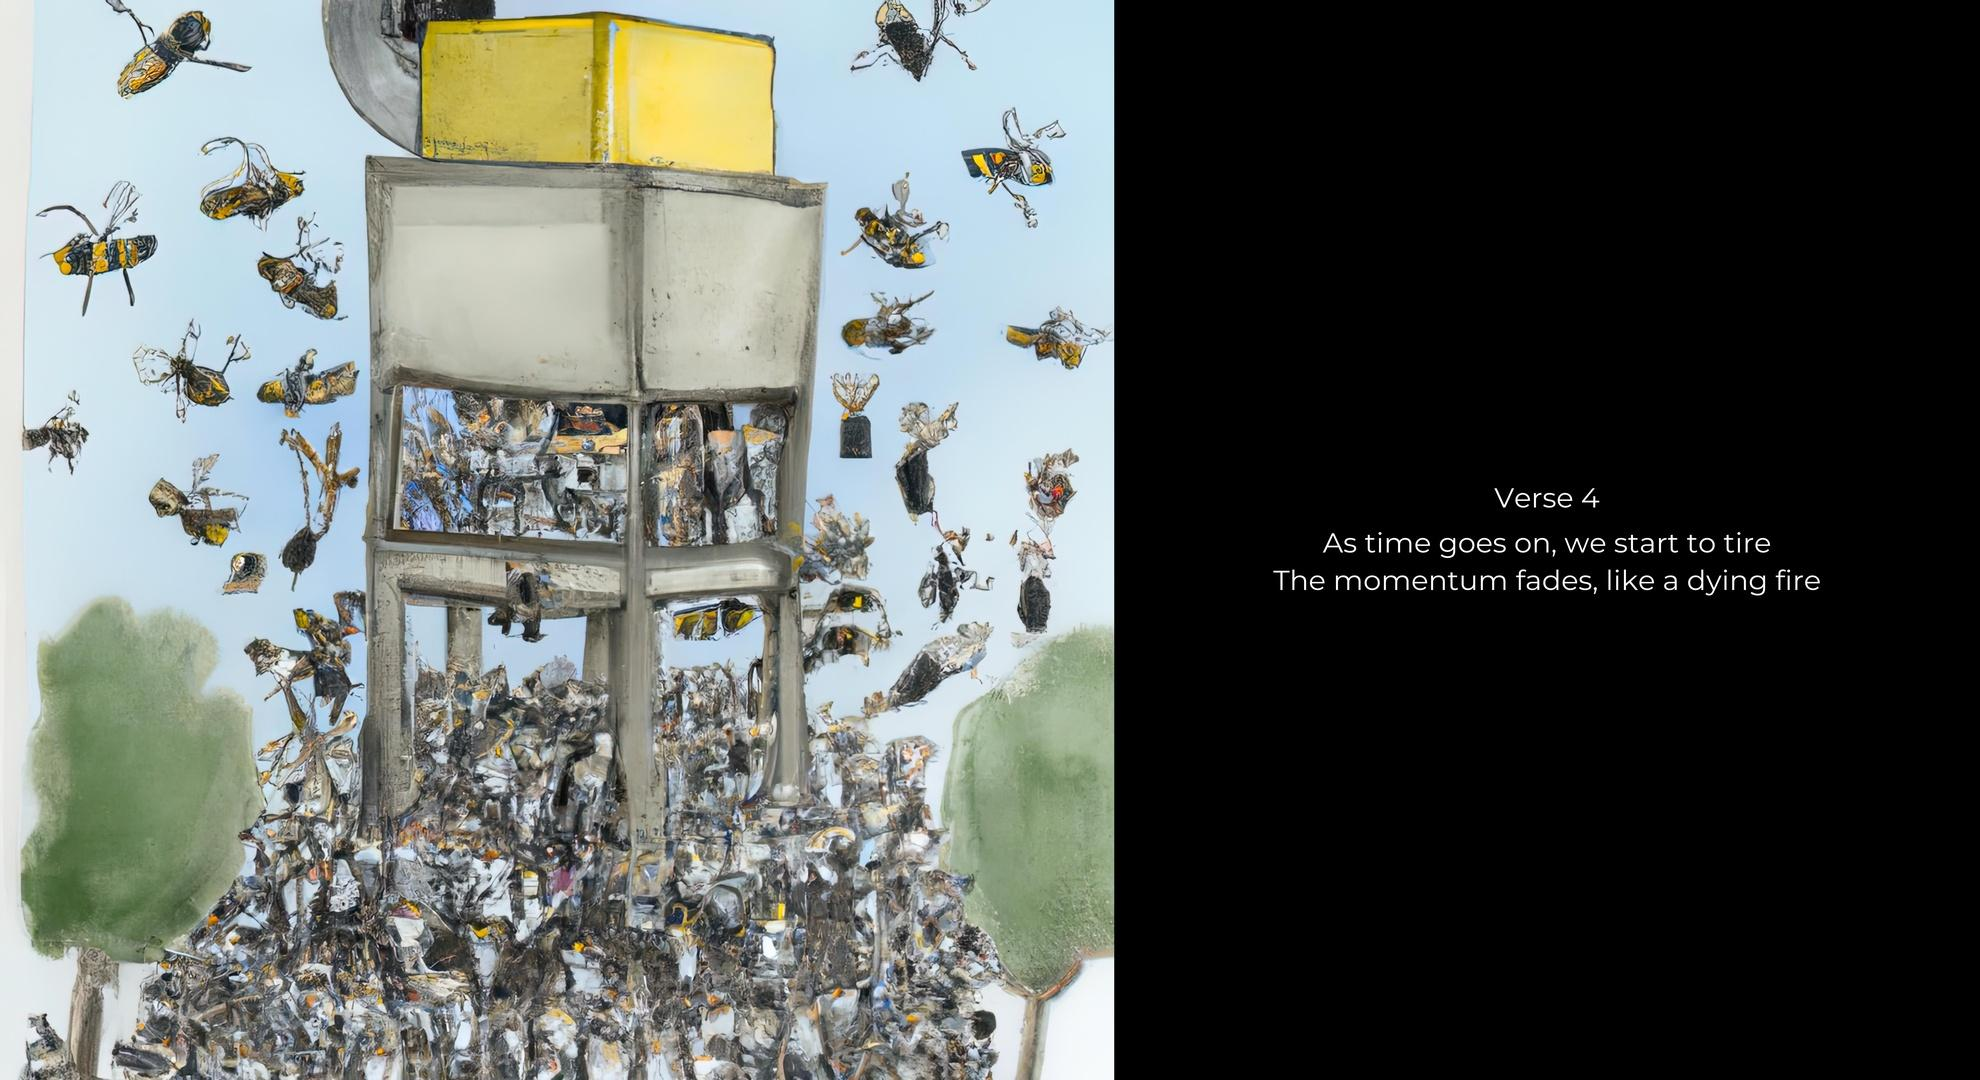 Verse 4
As time goes on, we start to tire
The momentum fades, like a dying fire